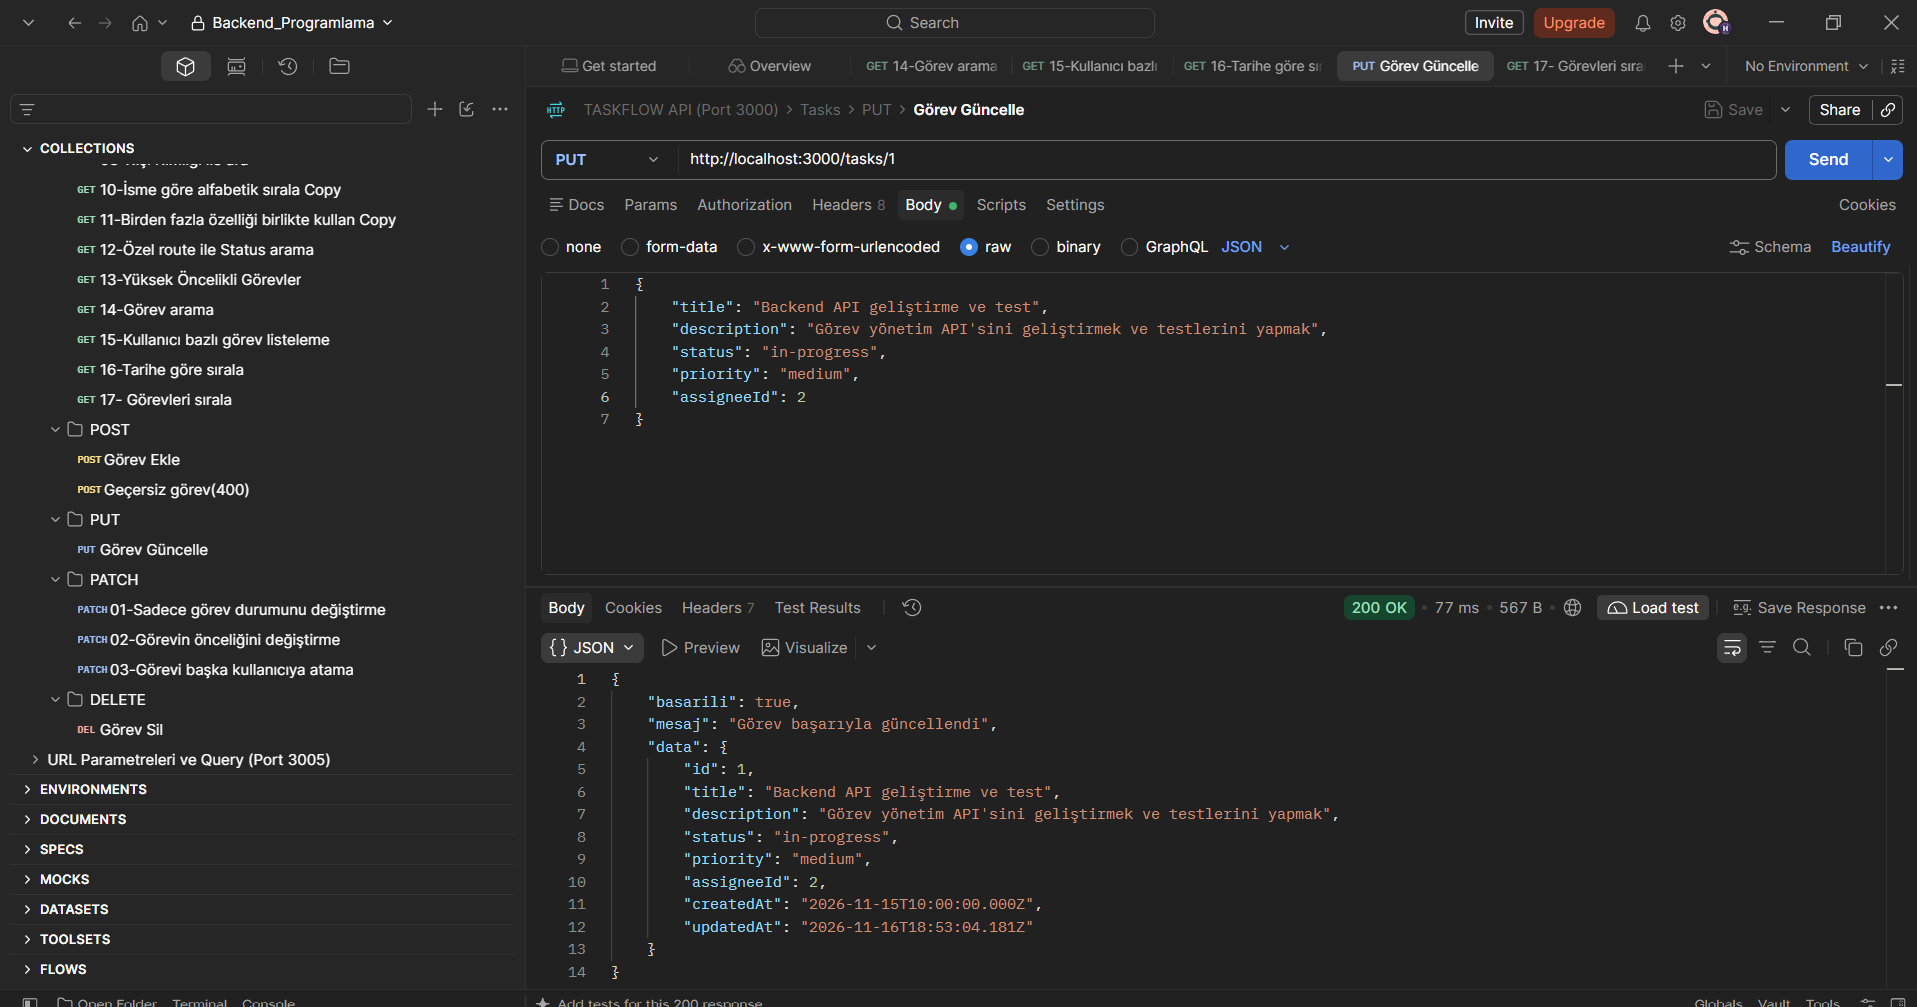 Backend_Programlama
Search
Invite
Upgrade
H
Get started
Overview
GET 14-Görev arama
GET 15-Kullanıcı bazlı
GET 16-Tarihe göre sı
PUT Görev Güncelle
GET 17- Görevleri sıra
No Environment
HTTP TASKFLOW API (Port 3000) > Tasks > PUT > Görev Güncelle
Save
Share
COLLECTIONS
GET 10-İsme göre alfabetik sırala Copy
GET 11-Birden fazla özelliği birlikte kullan Copy
GET 12-Özel route ile Status arama
GET 13-Yüksek Öncelikli Görevler
GET 14-Görev arama
GET 15-Kullanıcı bazlı görev listeleme
GET 16-Tarihe göre sırala
GET 17- Görevleri sırala
POST
POST Görev Ekle
POST Geçersiz görev(400)
PUT
PUT Görev Güncelle
PATCH
PATCH 01-Sadece görev durumunu değiştirme
PATCH 02-Görevin önceliğini değiştirme
PATCH 03-Görevi başka kullanıcıya atama
DELETE
DEL Görev Sil
URL Parametreleri ve Query (Port 3005)
ENVIRONMENTS
DOCUMENTS
SPECS
MOCKS
DATASETS
TOOLSETS
FLOWS
PUT http://localhost:3000/tasks/1
Send
Docs Params Authorization Headers 8 Body Scripts Settings
Cookies
none form-data x-www-form-urlencoded raw binary GraphQL JSON
Schema Beautify
1 {
2 "title": "Backend API geliştirme ve test",
3 "description": "Görev yönetim API'sini geliştirmek ve testlerini yapmak",
4 "status": "in-progress",
5 "priority": "medium",
6 "assigneeId": 2
7 }
Body Cookies Headers 7 Test Results
200 OK • 77 ms • 567 B
Load test
e.g. Save Response
{} JSON Preview Visualize
1 {
2 "basarili": true,
3 "mesaj": "Görev başarıyla güncellendi",
4 "data": {
5 "id": 1,
6 "title": "Backend API geliştirme ve test",
7 "description": "Görev yönetim API'sini geliştirmek ve testlerini yapmak",
8 "status": "in-progress",
9 "priority": "medium",
10 "assigneeId": 2,
11 "createdAt": "2026-11-15T10:00:00.000Z",
12 "updatedAt": "2026-11-16T18:53:04.181Z"
13 }
14 }
Open Folder Terminal Console
Add tests for this 200 response
Globals Vault Tools